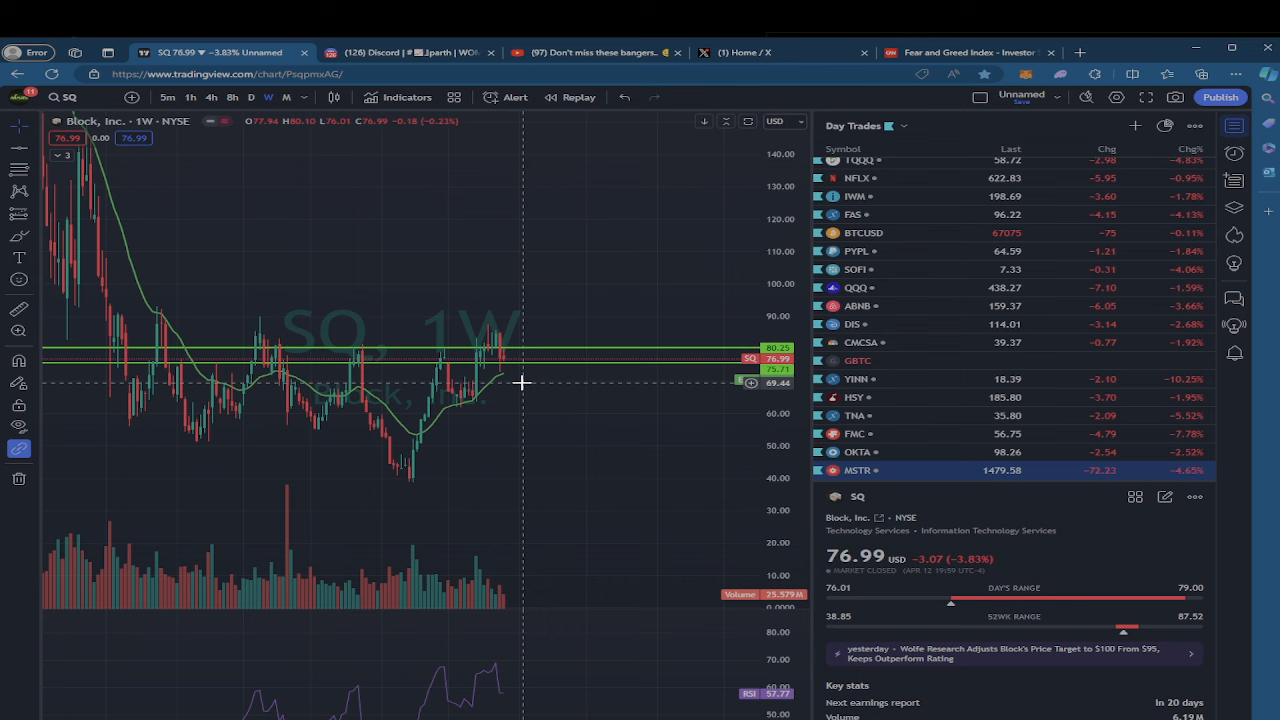 Error
SQ 76.99 ▼ −3.83% Unnamed
(126) Discord | #
parth | WON
(97) Don't miss these bangers..
(1) Home / X
Fear and Greed Index - Investor S
https://www.tradingview.com/chart/PsqpmxAG/
11
SQ
5m 1h 4h 8h D W M
Indicators
Alert
Replay
Unnamed
Save
Publish
Block, Inc. · 1W · NYSE
O77.94 H80.10 L76.01 C76.99 −0.18 (−0.23%)
USD
76.99 0.00 76.99
3
SQ, 1W
Block, Inc.
140.00
130.00
120.00
110.00
100.00
90.00
80.25
SQ 76.99
75.71
69.44
60.00
50.00
40.00
30.00
20.00
10.00
Volume 25.579M
0.0000
80.00
70.00
60.00
RSI 57.77
50.00
Day Trades
Symbol Last Chg Chg%
TQQQ 58.72 −2.98 −4.83%
NFLX 622.83 −5.95 −0.95%
IWM 198.69 −3.60 −1.78%
FAS 96.22 −4.15 −4.13%
BTCUSD 67075 −75 −0.11%
PYPL 64.59 −1.21 −1.84%
SOFI 7.33 −0.31 −4.06%
QQQ 438.27 −7.10 −1.59%
ABNB 159.37 −6.05 −3.66%
DIS 114.01 −3.14 −2.68%
CMCSA 39.37 −0.77 −1.92%
GBTC
YINN 18.39 −2.10 −10.25%
HSY 185.80 −3.70 −1.95%
TNA 35.80 −2.09 −5.52%
FMC 56.75 −4.79 −7.78%
OKTA 98.26 −2.54 −2.52%
MSTR 1479.58 −72.23 −4.65%
SQ
Block, Inc. NYSE
Technology Services • Information Technology Services
76.99 USD −3.07 (−3.83%)
MARKET CLOSED (APR 12 19:59 UTC-4)
76.01 DAY'S RANGE 79.00
38.85 52WK RANGE 87.52
yesterday • Wolfe Research Adjusts Block's Price Target to $100 From $95,
Keeps Outperform Rating
Key stats
Next earnings report In 20 days
Volume 6.19M